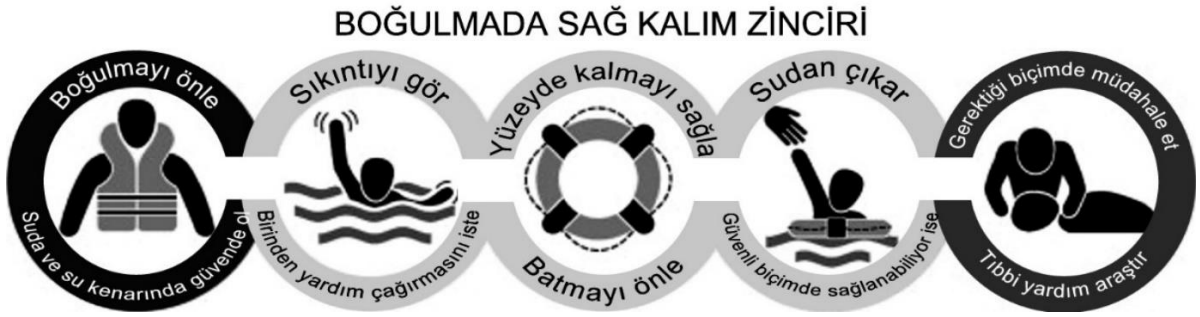 BOĞULMADA SAĞ KALIM ZİNCİRİ
Boğulmayı önle
Suda ve su kenarında güvende ol
Sıkıntıyı gör
Birinden yardım çağırmasını iste
Yüzeyde kalmayı sağla
Batmayı önle
Sudan çıkar
Güvenli biçimde sağlanabiliyor ise
Gerektiği biçimde müdahale et
Tıbbi yardım araştır